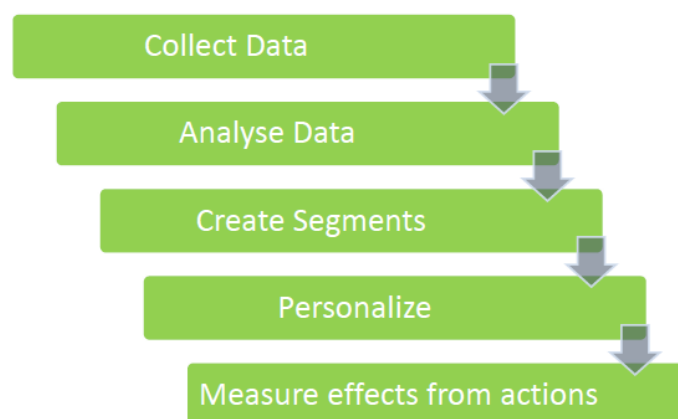 Collect Data
Analyse Data
Create Segments
Personalize
Measure effects from actions